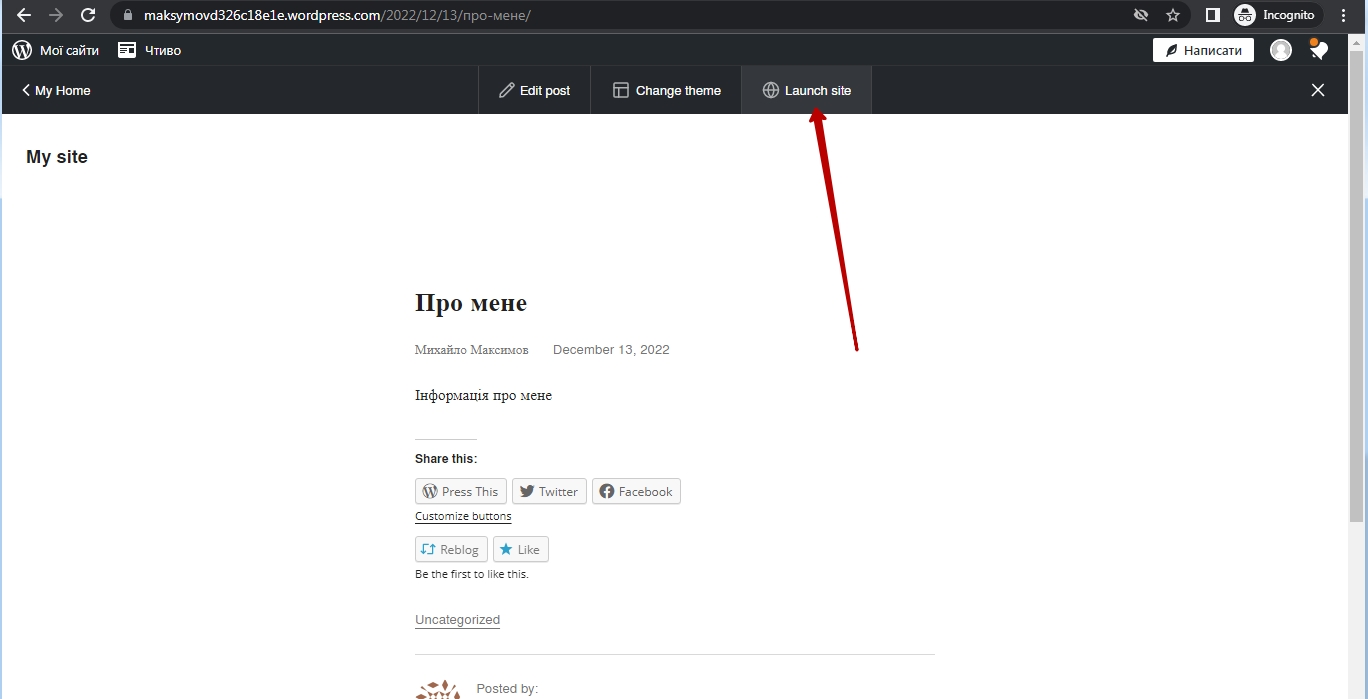 maksymovd326c18e1e.wordpress.com/2022/12/13/про-мене/
Incognito
Мої сайти
Чтиво
Написати
My Home
Edit post
Change theme
Launch site
My site
Про мене
Михайло Максимов December 13, 2022
Інформація про мене
Share this:
Press This Twitter Facebook
Customize buttons
Reblog Like
Be the first to like this.
Uncategorized
Posted by: